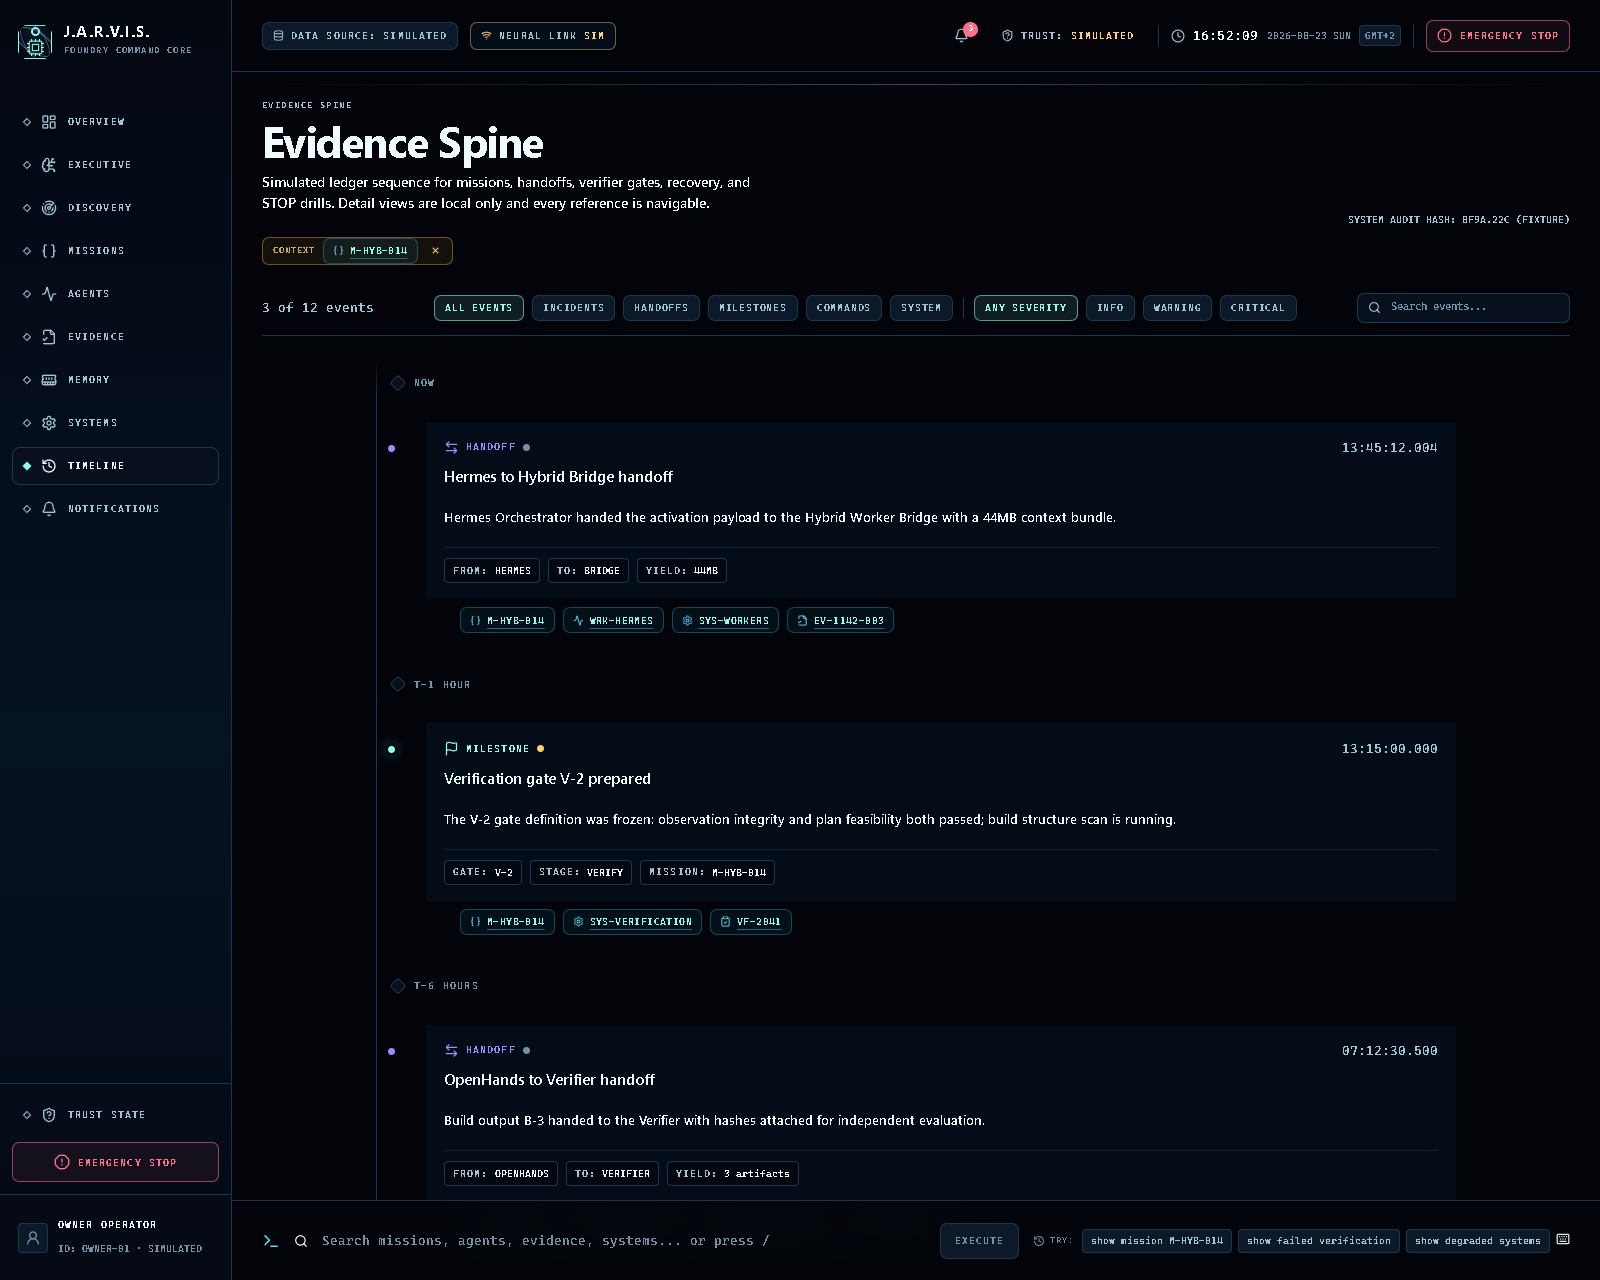 J.A.R.V.I.S.
FOUNDRY COMMAND CORE
DATA SOURCE: SIMULATED
NEURAL LINK SIM
3
TRUST: SIMULATED
16:52:09 2026-08-23 SUN GMT+2
EMERGENCY STOP
OVERVIEW
EXECUTIVE
DISCOVERY
MISSIONS
AGENTS
EVIDENCE
MEMORY
SYSTEMS
TIMELINE
NOTIFICATIONS
TRUST STATE
EMERGENCY STOP
OWNER OPERATOR
ID: OWNER-01 • SIMULATED
EVIDENCE SPINE
Evidence Spine
Simulated ledger sequence for missions, handoffs, verifier gates, recovery, and
STOP drills. Detail views are local only and every reference is navigable.
SYSTEM AUDIT HASH: 8F9A.22C (FIXTURE)
CONTEXT {} M-HYB-014 ×
3 of 12 events
ALL EVENTS INCIDENTS HANDOFFS MILESTONES COMMANDS SYSTEM
ANY SEVERITY INFO WARNING CRITICAL
Search events...
NOW
HANDOFF
13:45:12.004
Hermes to Hybrid Bridge handoff
Hermes Orchestrator handed the activation payload to the Hybrid Worker Bridge with a 44MB context bundle.
FROM: HERMES TO: BRIDGE YIELD: 44MB
{} M-HYB-014 WRK-HERMES SYS-WORKERS EV-1142-003
T-1 HOUR
MILESTONE
13:15:00.000
Verification gate V-2 prepared
The V-2 gate definition was frozen: observation integrity and plan feasibility both passed; build structure scan is running.
GATE: V-2 STAGE: VERIFY MISSION: M-HYB-014
{} M-HYB-014 SYS-VERIFICATION VF-2041
T-6 HOURS
HANDOFF
07:12:30.500
OpenHands to Verifier handoff
Build output B-3 handed to the Verifier with hashes attached for independent evaluation.
FROM: OPENHANDS TO: VERIFIER YIELD: 3 artifacts
Search missions, agents, evidence, systems... or press /
EXECUTE
TRY: show mission M-HYB-014 show failed verification show degraded systems